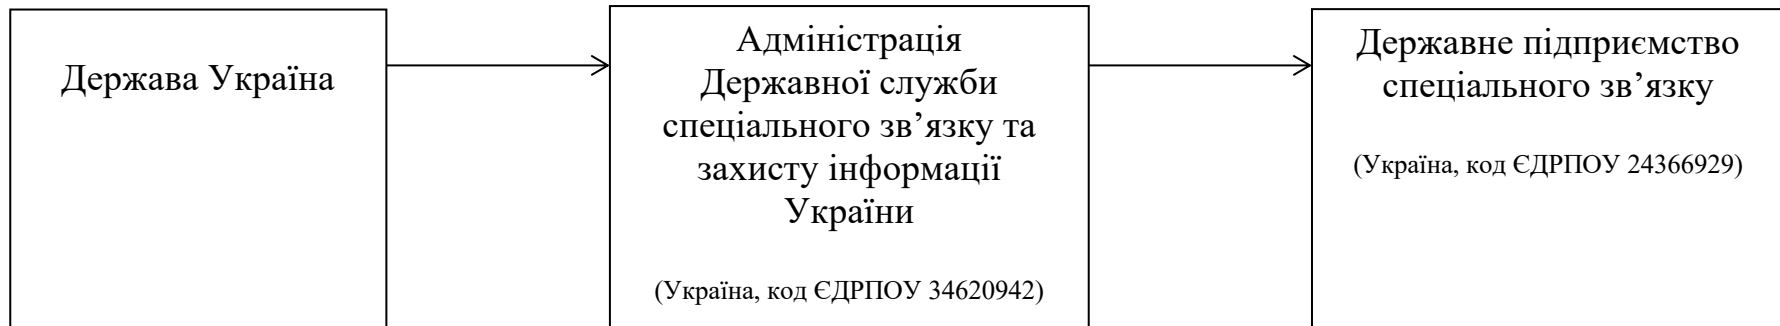 Держава Україна
Адміністрація
Державної служби
спеціального зв’язку та
захисту інформації
України
(Україна, код ЄДРПОУ 34620942)
Державне підприємство
спеціального зв’язку
(Україна, код ЄДРПОУ 24366929)